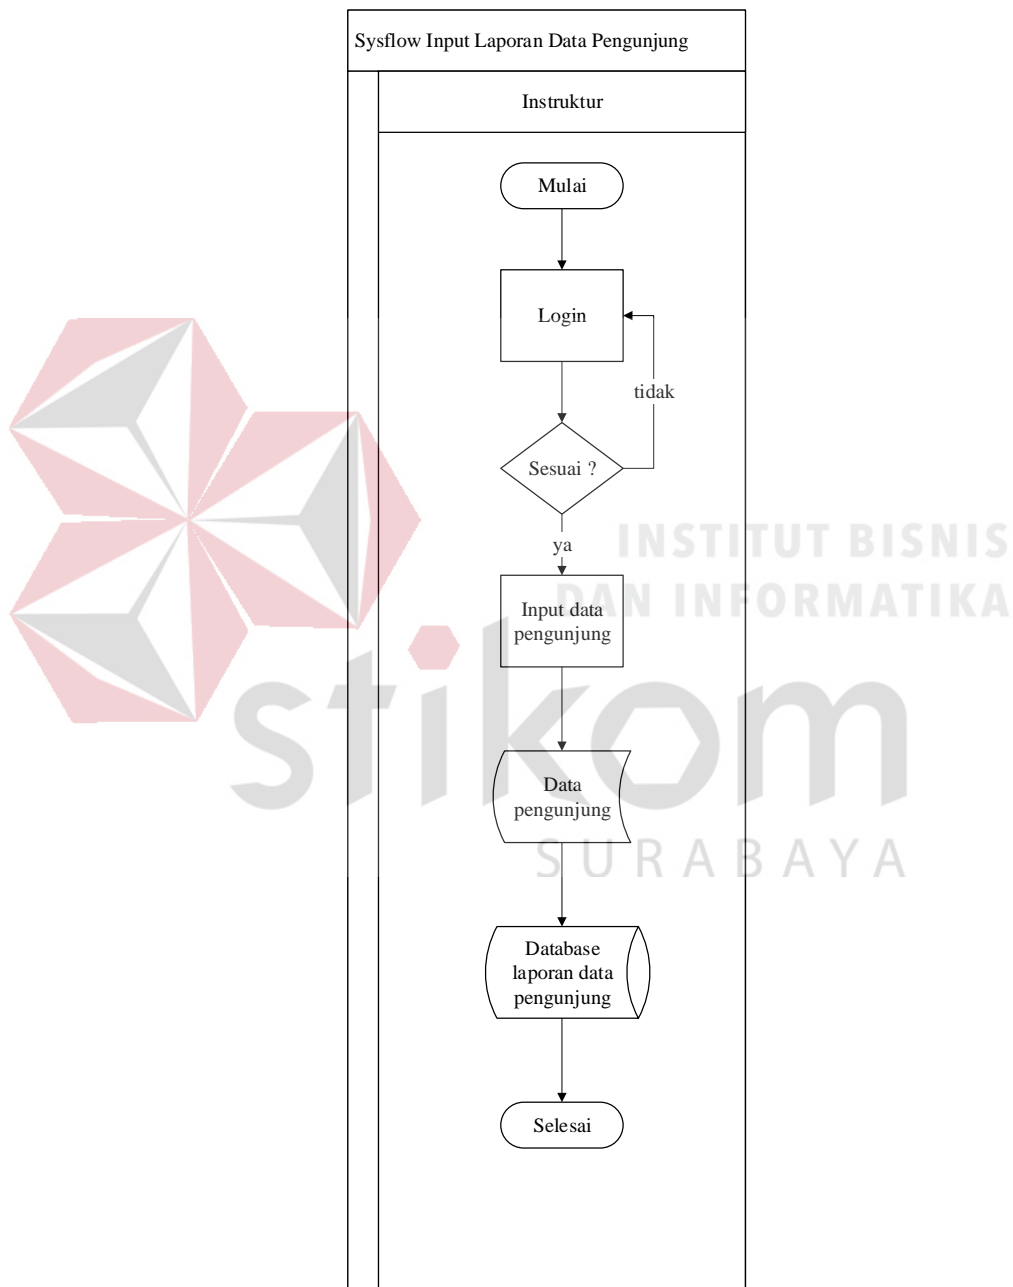 Sysflow Input Laporan Data Pengunjung
Instruktur
Mulai
Login
tidak
Sesuai ?
ya
INSTITUT BISNIS
DAN INFORMATIKA
Input data
pengunjung
stikom
Data
pengunjung
SURABAYA
Database
laporan data
pengunjung
Selesai